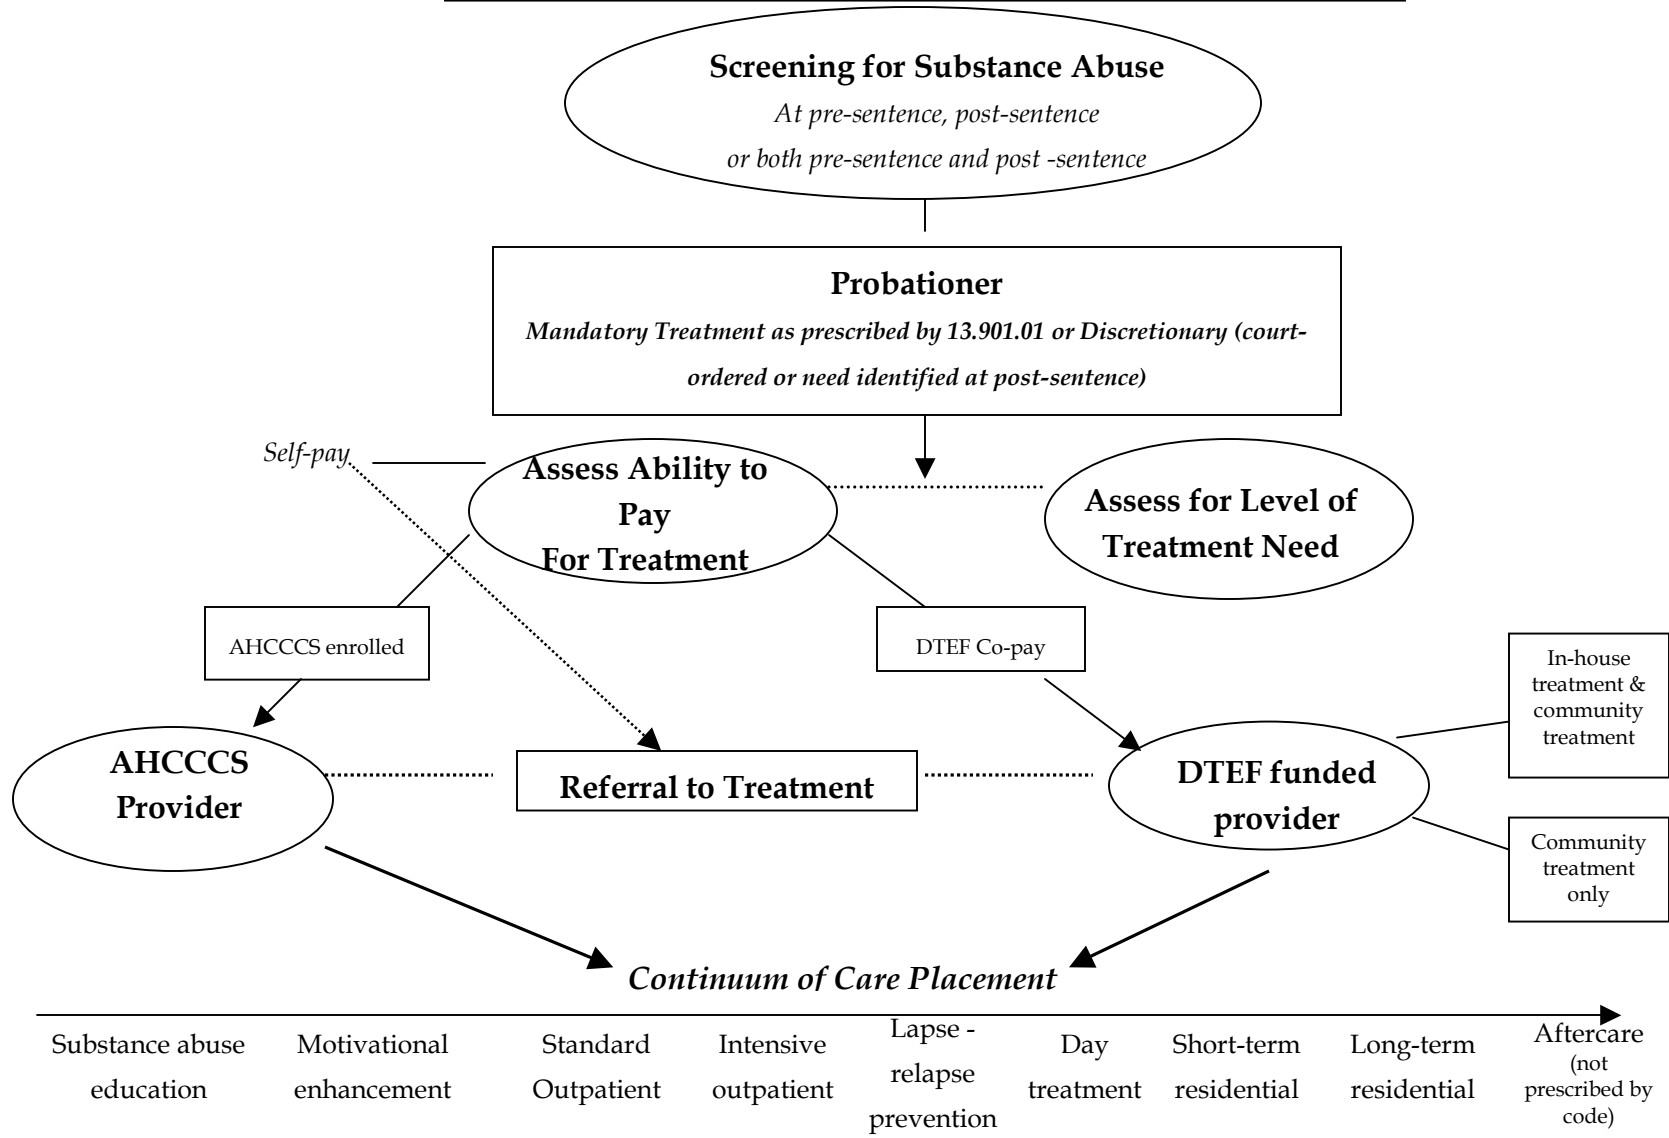 Screening for Substance Abuse
At pre-sentence, post-sentence
or both pre-sentence and post -sentence
Probationer
Mandatory Treatment as prescribed by 13.901.01 or Discretionary (court-
ordered or need identified at post-sentence)
Self-pay
Assess Ability to
Pay
For Treatment
Assess for Level of
Treatment Need
AHCCCS enrolled
DTEF Co-pay
In-house
treatment &
community
treatment
AHCCCS
Provider
Referral to Treatment
DTEF funded
provider
Community
treatment
only
Continuum of Care Placement
Substance abuse
education
Motivational
enhancement
Standard
Outpatient
Intensive
outpatient
Lapse -
relapse
prevention
Day
treatment
Short-term
residential
Long-term
residential
Aftercare
(not
prescribed by
code)